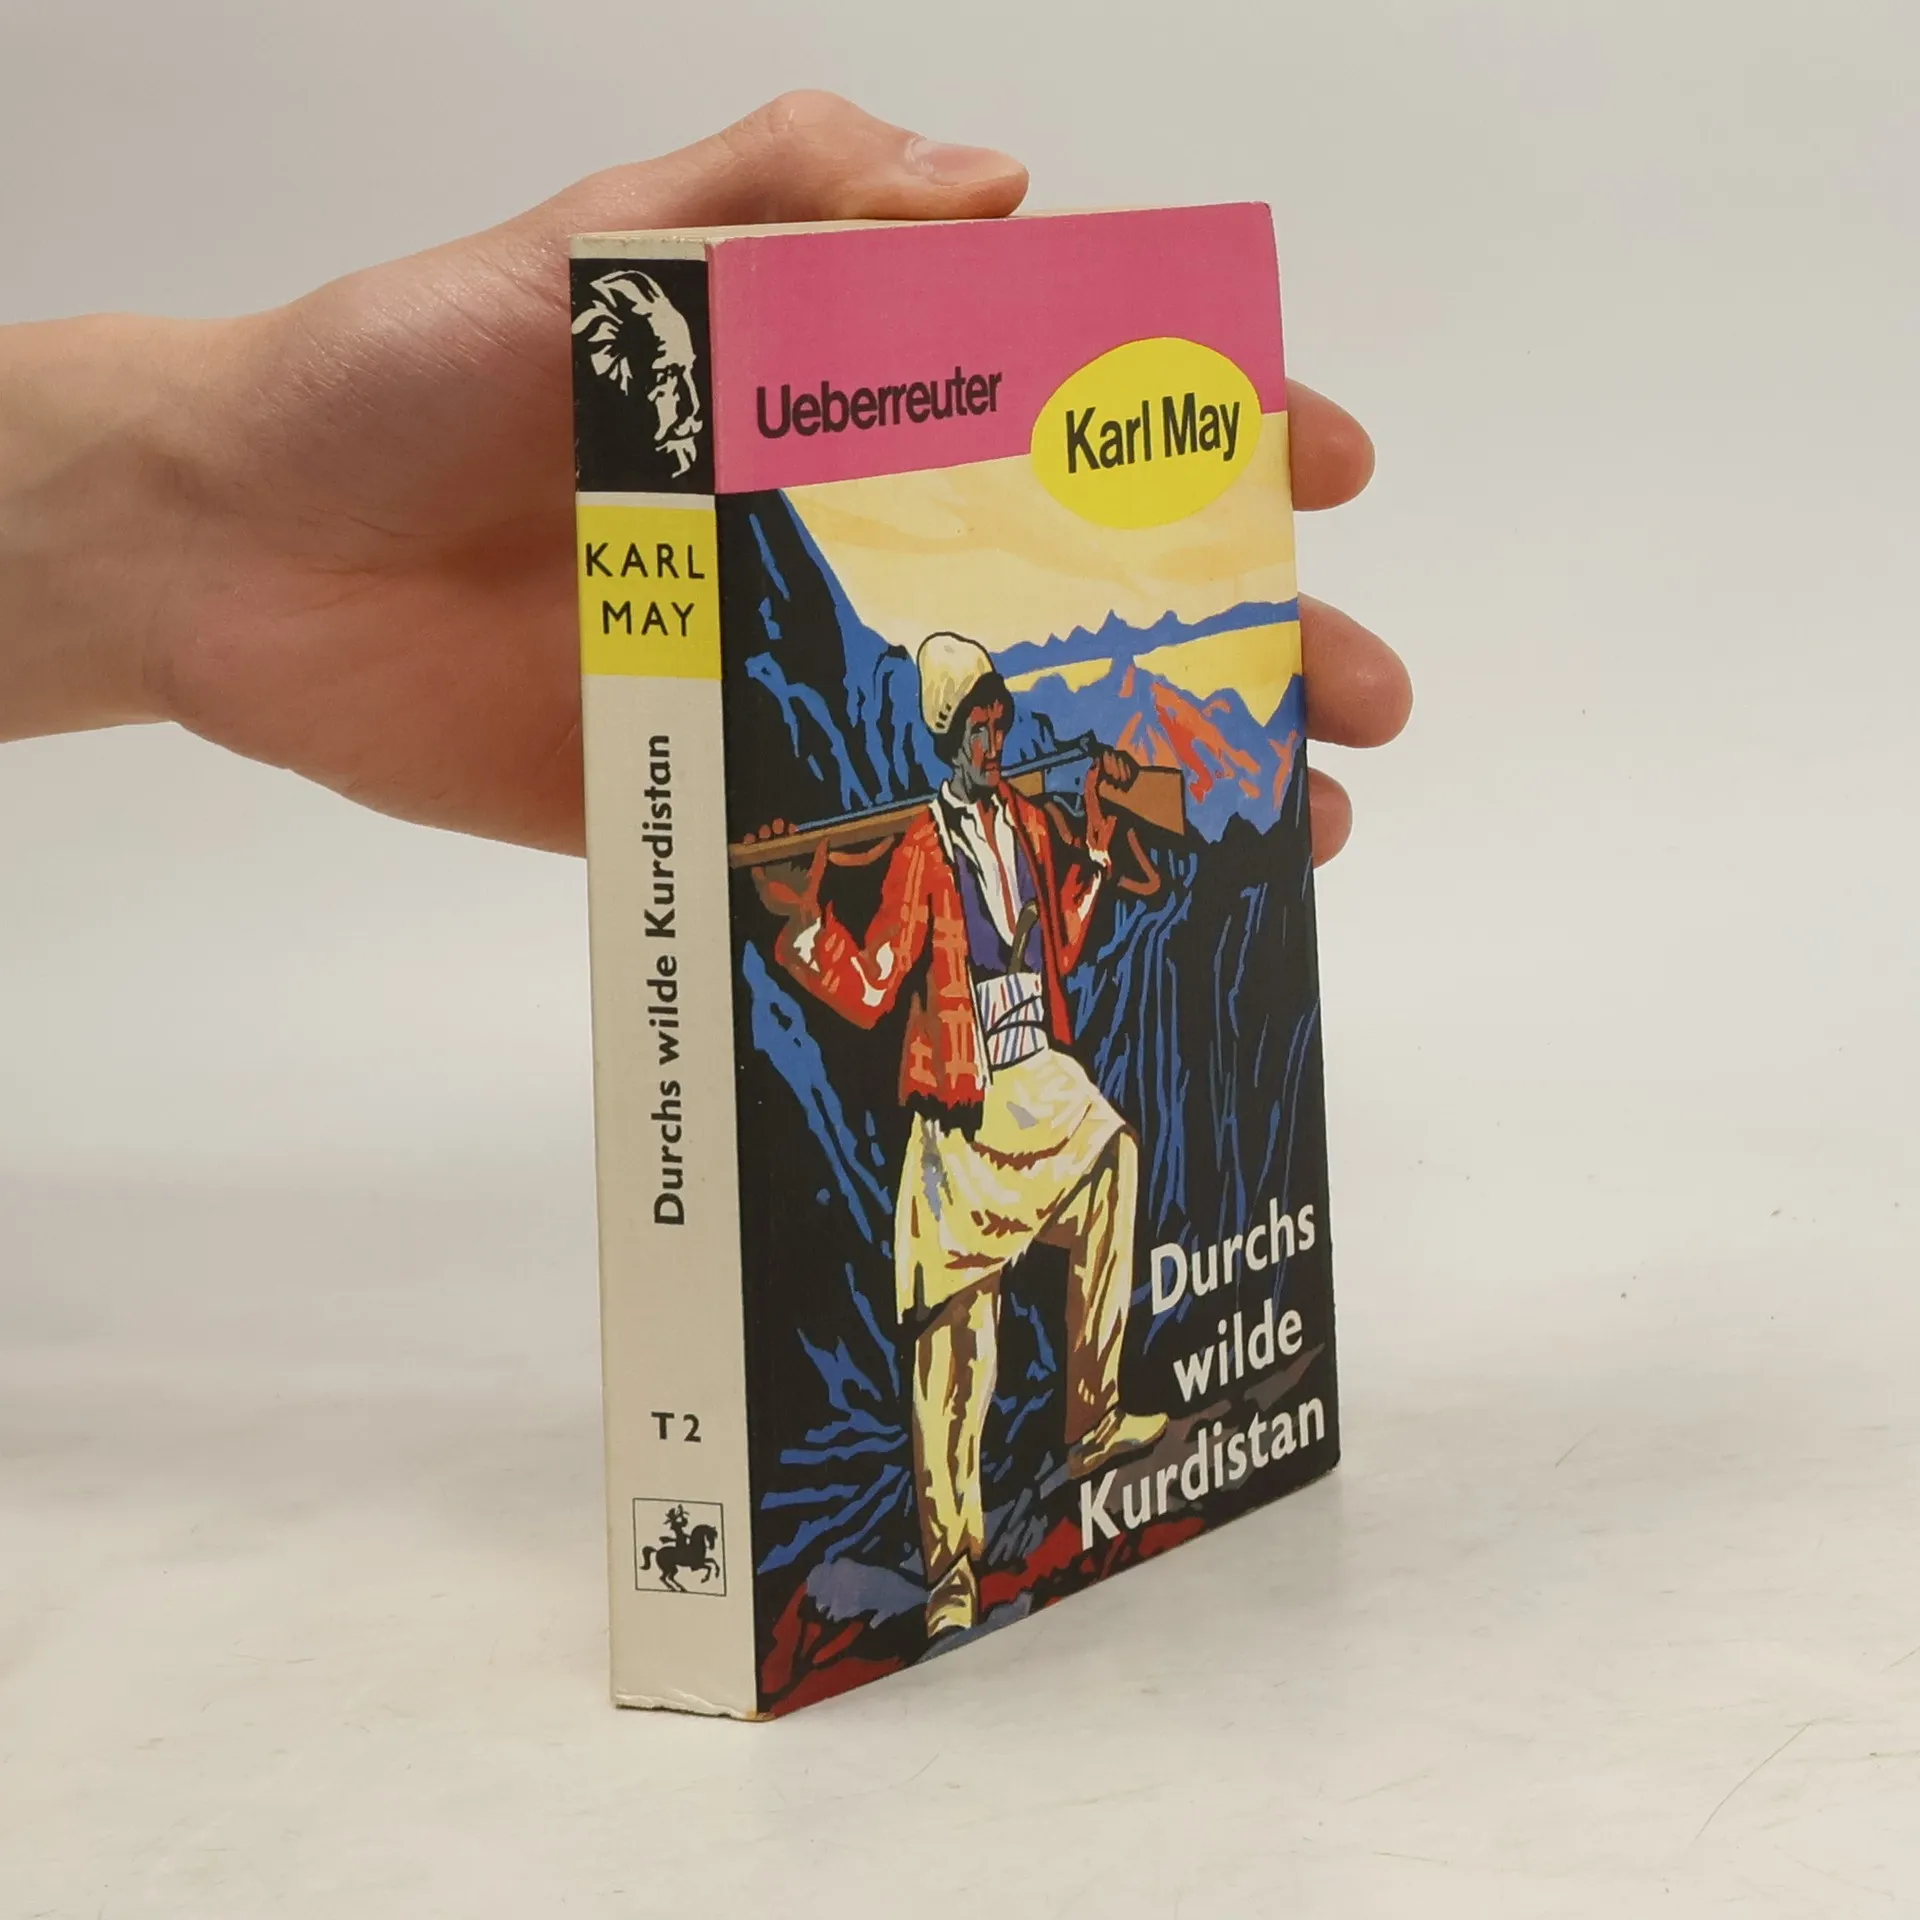 KARL
MAY
Durchs wilde Kurdistan
T 2
Ueberreuter
Karl May
Durchs
wilde
Kurdistan